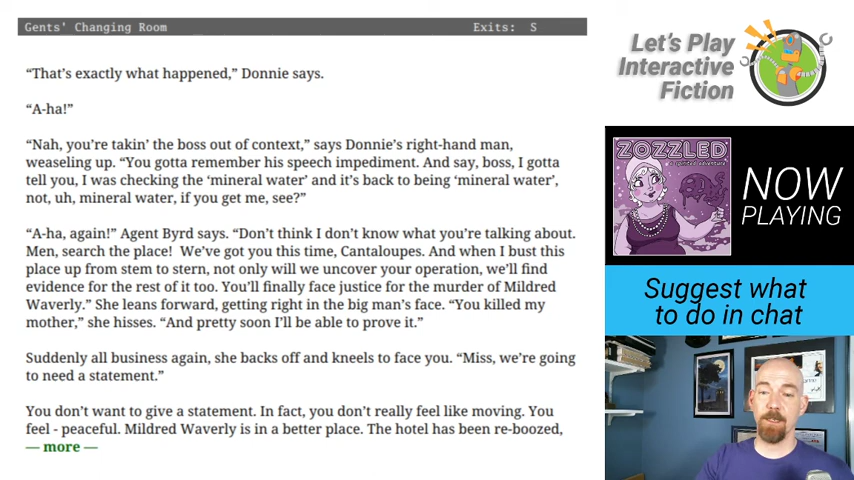 Gents' Changing Room Exits: S
“That’s exactly what happened,” Donnie says.
“A-ha!”
“Nah, you’re takin’ the boss out of context,” says Donnie’s right-hand man,
weaseling up. “You gotta remember his speech impediment. And say, boss, I gotta
tell you, I was checking the ‘mineral water’ and it’s back to being ‘mineral water’,
not, uh, mineral water, if you get me, see?”
“A-ha, again!” Agent Byrd says. “Don’t think I don’t know what you’re talking about.
Men, search the place!  We’ve got you this time, Cantaloupes. And when I bust this
place up from stem to stern, not only will we uncover your operation, we’ll find
evidence for the rest of it too. You’ll finally face justice for the murder of Mildred
Waverly.” She leans forward, getting right in the big man’s face. “You killed my
mother,” she hisses. “And pretty soon I’ll be able to prove it.”
Suddenly all business again, she backs off and kneels to face you. “Miss, we’re going
to need a statement.”
You don’t want to give a statement. In fact, you don’t really feel like moving. You
feel - peaceful. Mildred Waverly is in a better place. The hotel has been re-boozed,
— more —
Let’s Play
Interactive
Fiction
ZOZZLED
NOW
PLAYING
Suggest what
to do in chat